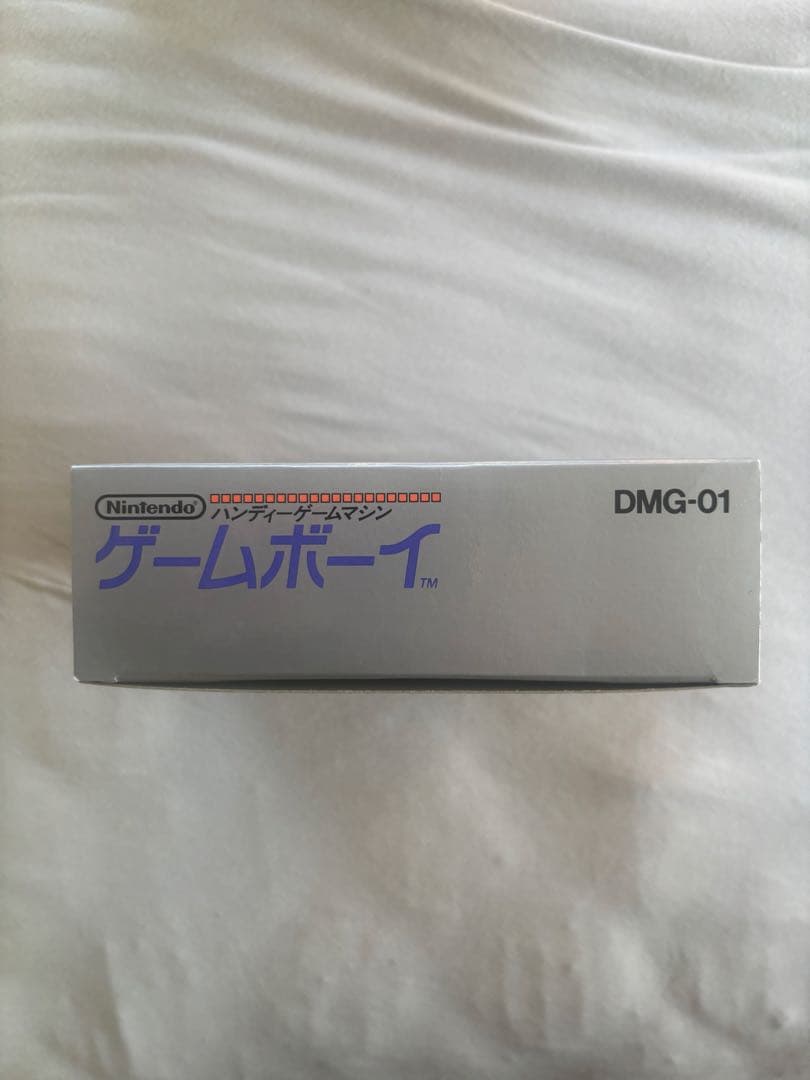 Nintendo®
ハンディーゲームマシン
ゲームボーイ™
DMG-01